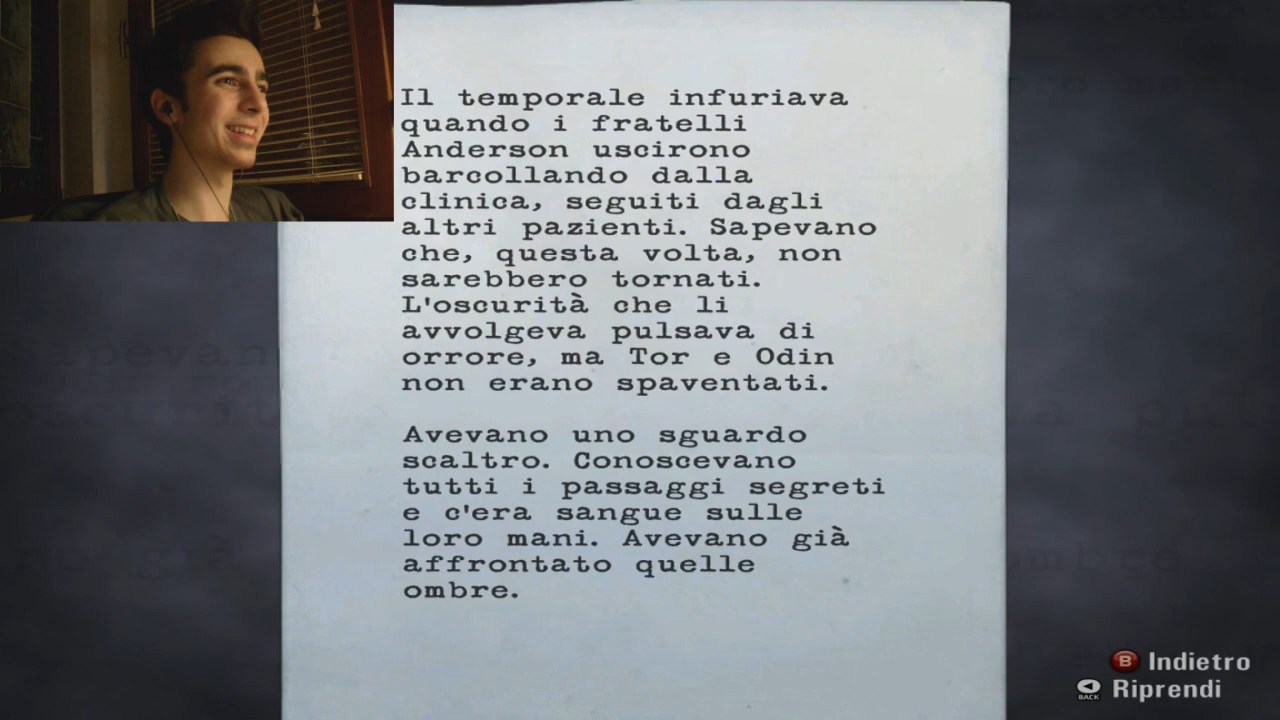 Il temporale infuriava
quando i fratelli
Anderson uscirono
barcollando dalla
clinica, seguiti dagli
altri pazienti. Sapevano
che, questa volta, non
sarebbero tornati.
L'oscurità che li
avvolgeva pulsava di
orrore, ma Tor e Odin
non erano spaventati.
Avevano uno sguardo
scaltro. Conoscevano
tutti i passaggi segreti
e c'era sangue sulle
loro mani. Avevano già
affrontato quelle
ombre.
B Indietro
BACK Riprendi